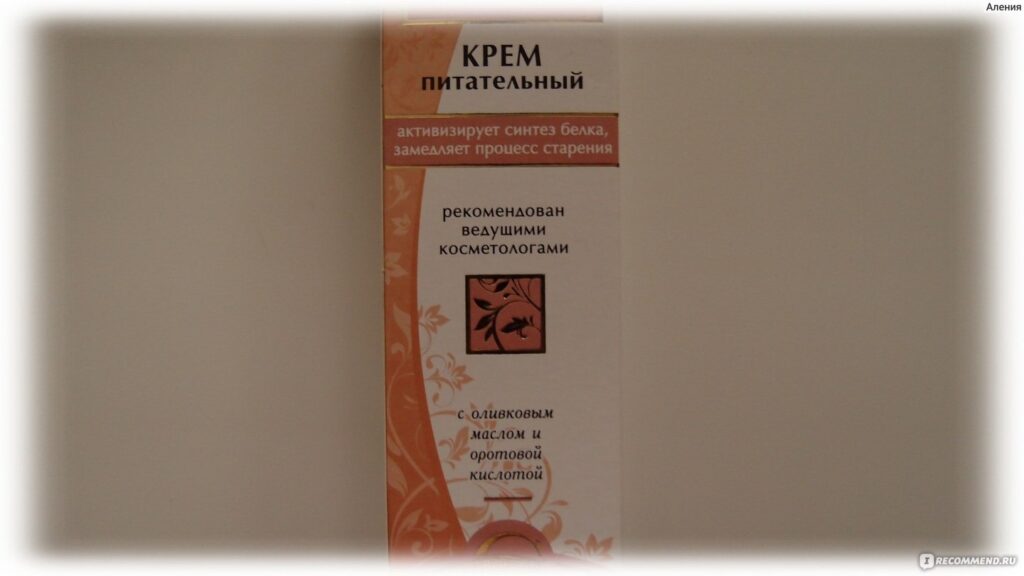 Аления
КРЕМ
питательный
активизирует синтез белка,
замедляет процесс старения
рекомендован
ведущими
косметологами
с оливковым
маслом и
оротовой
кислотой
I RECOMMEND.RU